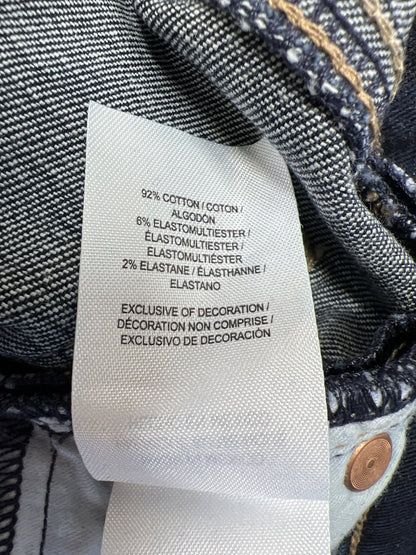 92% COTTON / COTON /
ALGODÓN
6% ELASTOMULTIESTER /
ÉLASTOMULTIESTER /
ELASTOMULTIÉSTER
2% ELASTANE / ÉLASTHANNE /
ELASTANO
EXCLUSIVE OF DECORATION /
DÉCORATION NON COMPRISE /
EXCLUSIVO DE DECORACIÓN